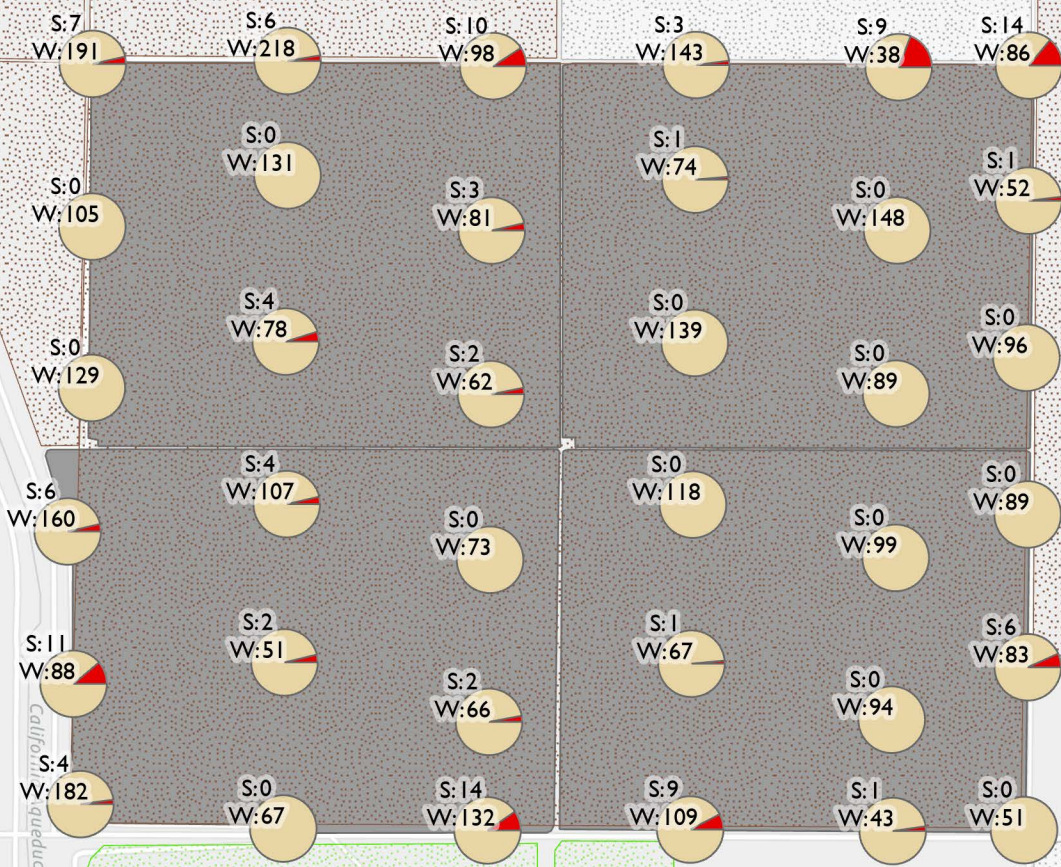 S:7
W:191
S:6
W:218
S:10
W:98
S:3
W:143
S:9
W:38
S:14
W:86
S:0
W:131
S:1
W:74
S:0
W:105
S:3
W:81
S:0
W:148
S:1
W:52
S:4
W:78
S:0
W:139
S:0
W:96
S:0
W:129
S:2
W:62
S:0
W:89
S:4
W:107
S:0
W:118
S:0
W:89
S:6
W:160
S:0
W:73
S:0
W:99
S:2
W:51
S:1
W:67
S:6
W:83
S:11
W:88
S:2
W:66
S:0
W:94
California Aqueduc
S:4
W:182
S:0
W:67
S:14
W:132
S:9
W:109
S:1
W:43
S:0
W:51